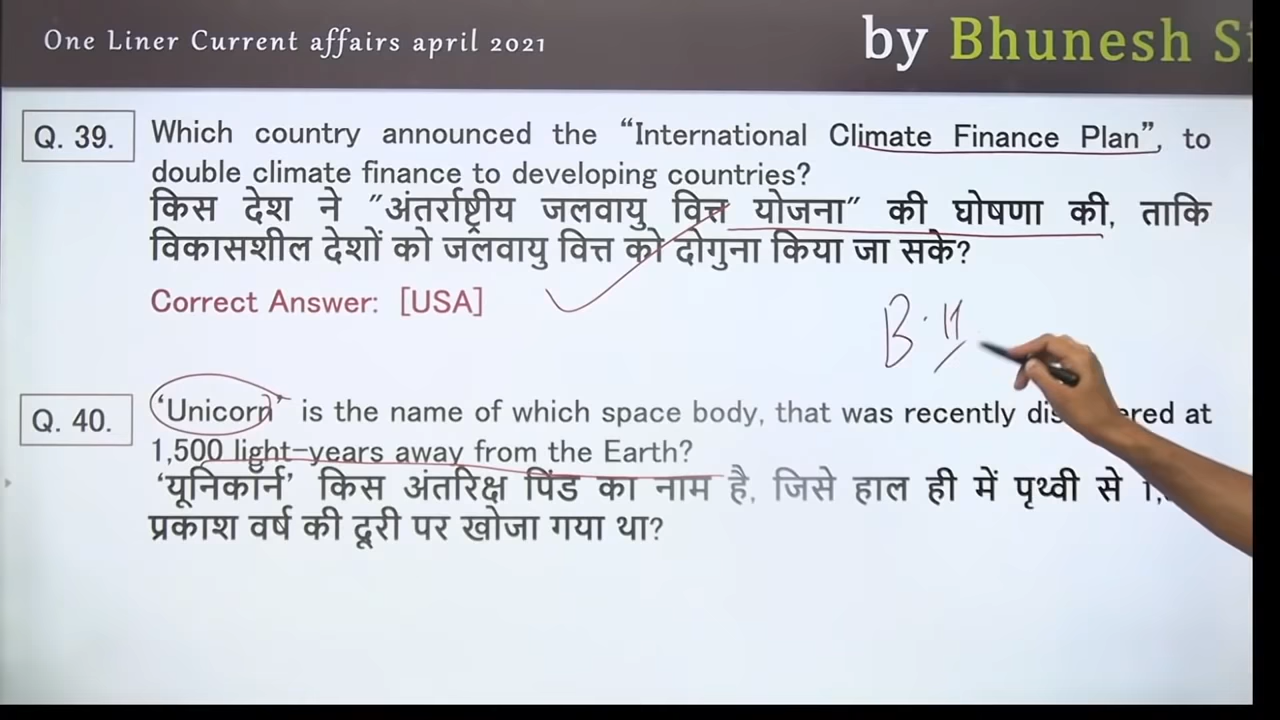 One Liner Current affairs april 2021
by Bhunesh
Q. 39.
Which country announced the “International Climate Finance Plan”, to
double climate finance to developing countries?
किस देश ने "अंतर्राष्ट्रीय जलवायु वित्त योजना" की घोषणा की, ताकि
विकासशील देशों को जलवायु वित्त को दोगुना किया जा सके?
Correct Answer: [USA]
B.H
Q. 40.
‘Unicorn’ is the name of which space body, that was recently at
1,500 light-years away from the Earth?
‘यूनिकॉर्न’ किस अंतरिक्ष पिंड का नाम है, जिसे हाल ही में पृथ्वी से
प्रकाश वर्ष की दूरी पर खोजा गया था?